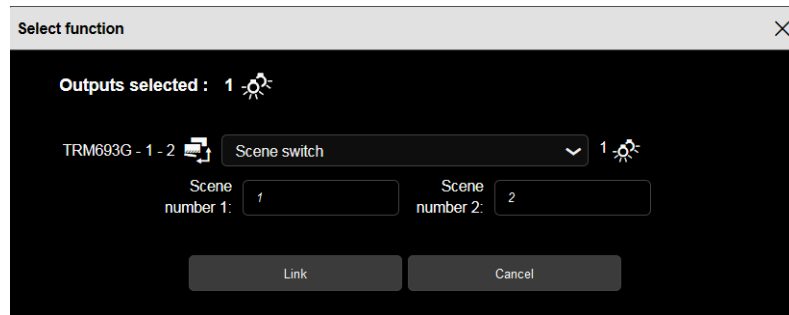 Select function
Outputs selected : 1
TRM693G - 1 - 2 Scene switch 1
Scene number 1: 1 Scene number 2: 2
Link Cancel